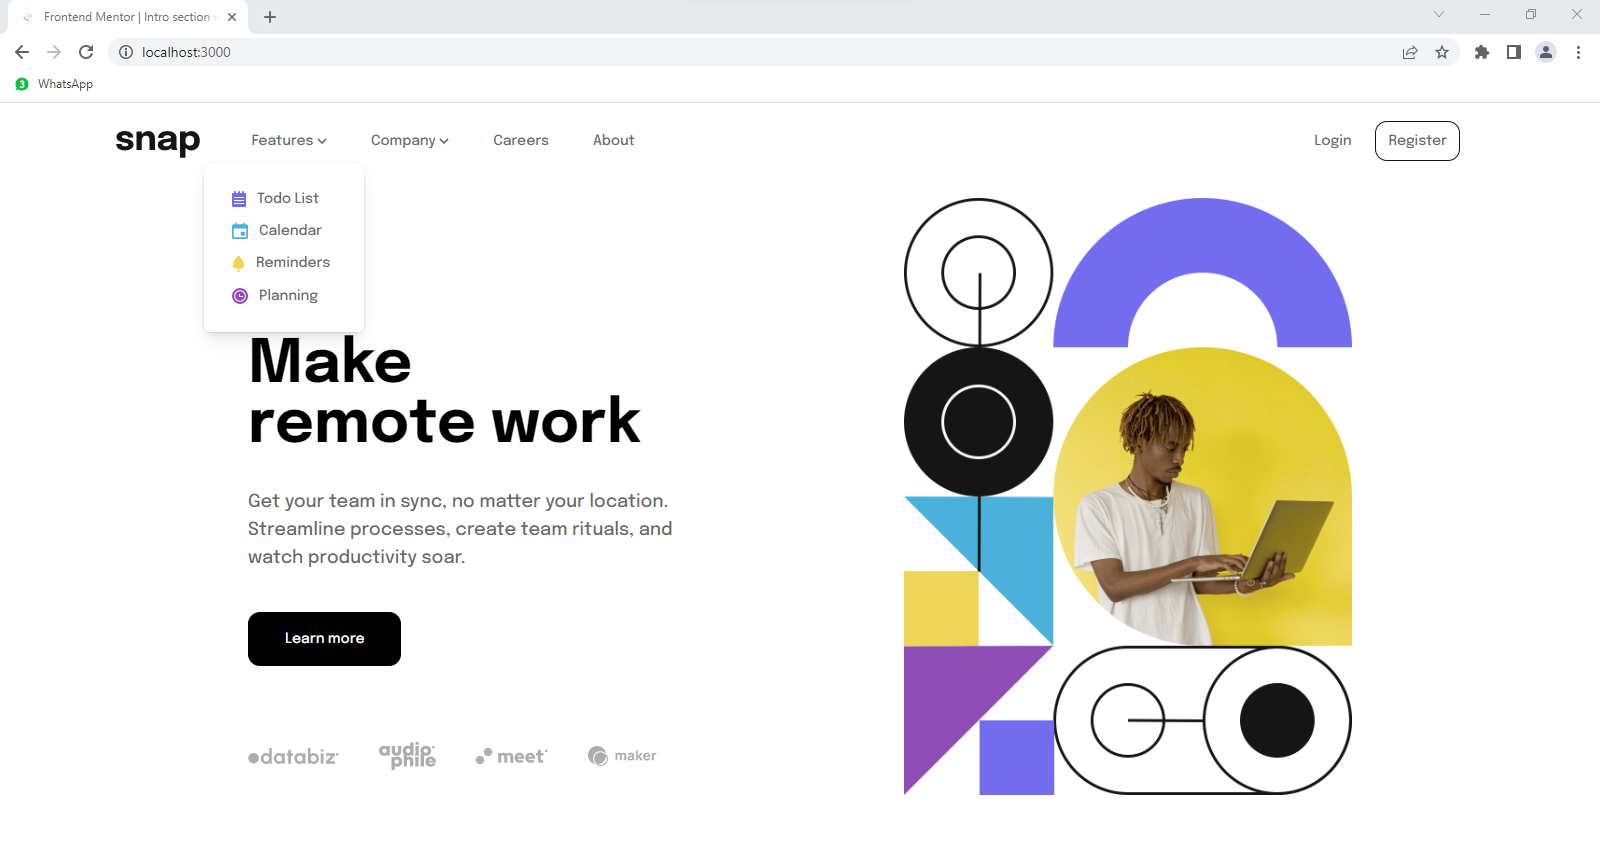 Frontend Mentor | Intro section w
localhost:3000
3 WhatsApp
snap Features Company Careers About Login Register
Todo List
Calendar
Reminders
Planning
Make
remote work
Get your team in sync, no matter your location.
Streamline processes, create team rituals, and
watch productivity soar.
Learn more
databiz audiophile meet maker